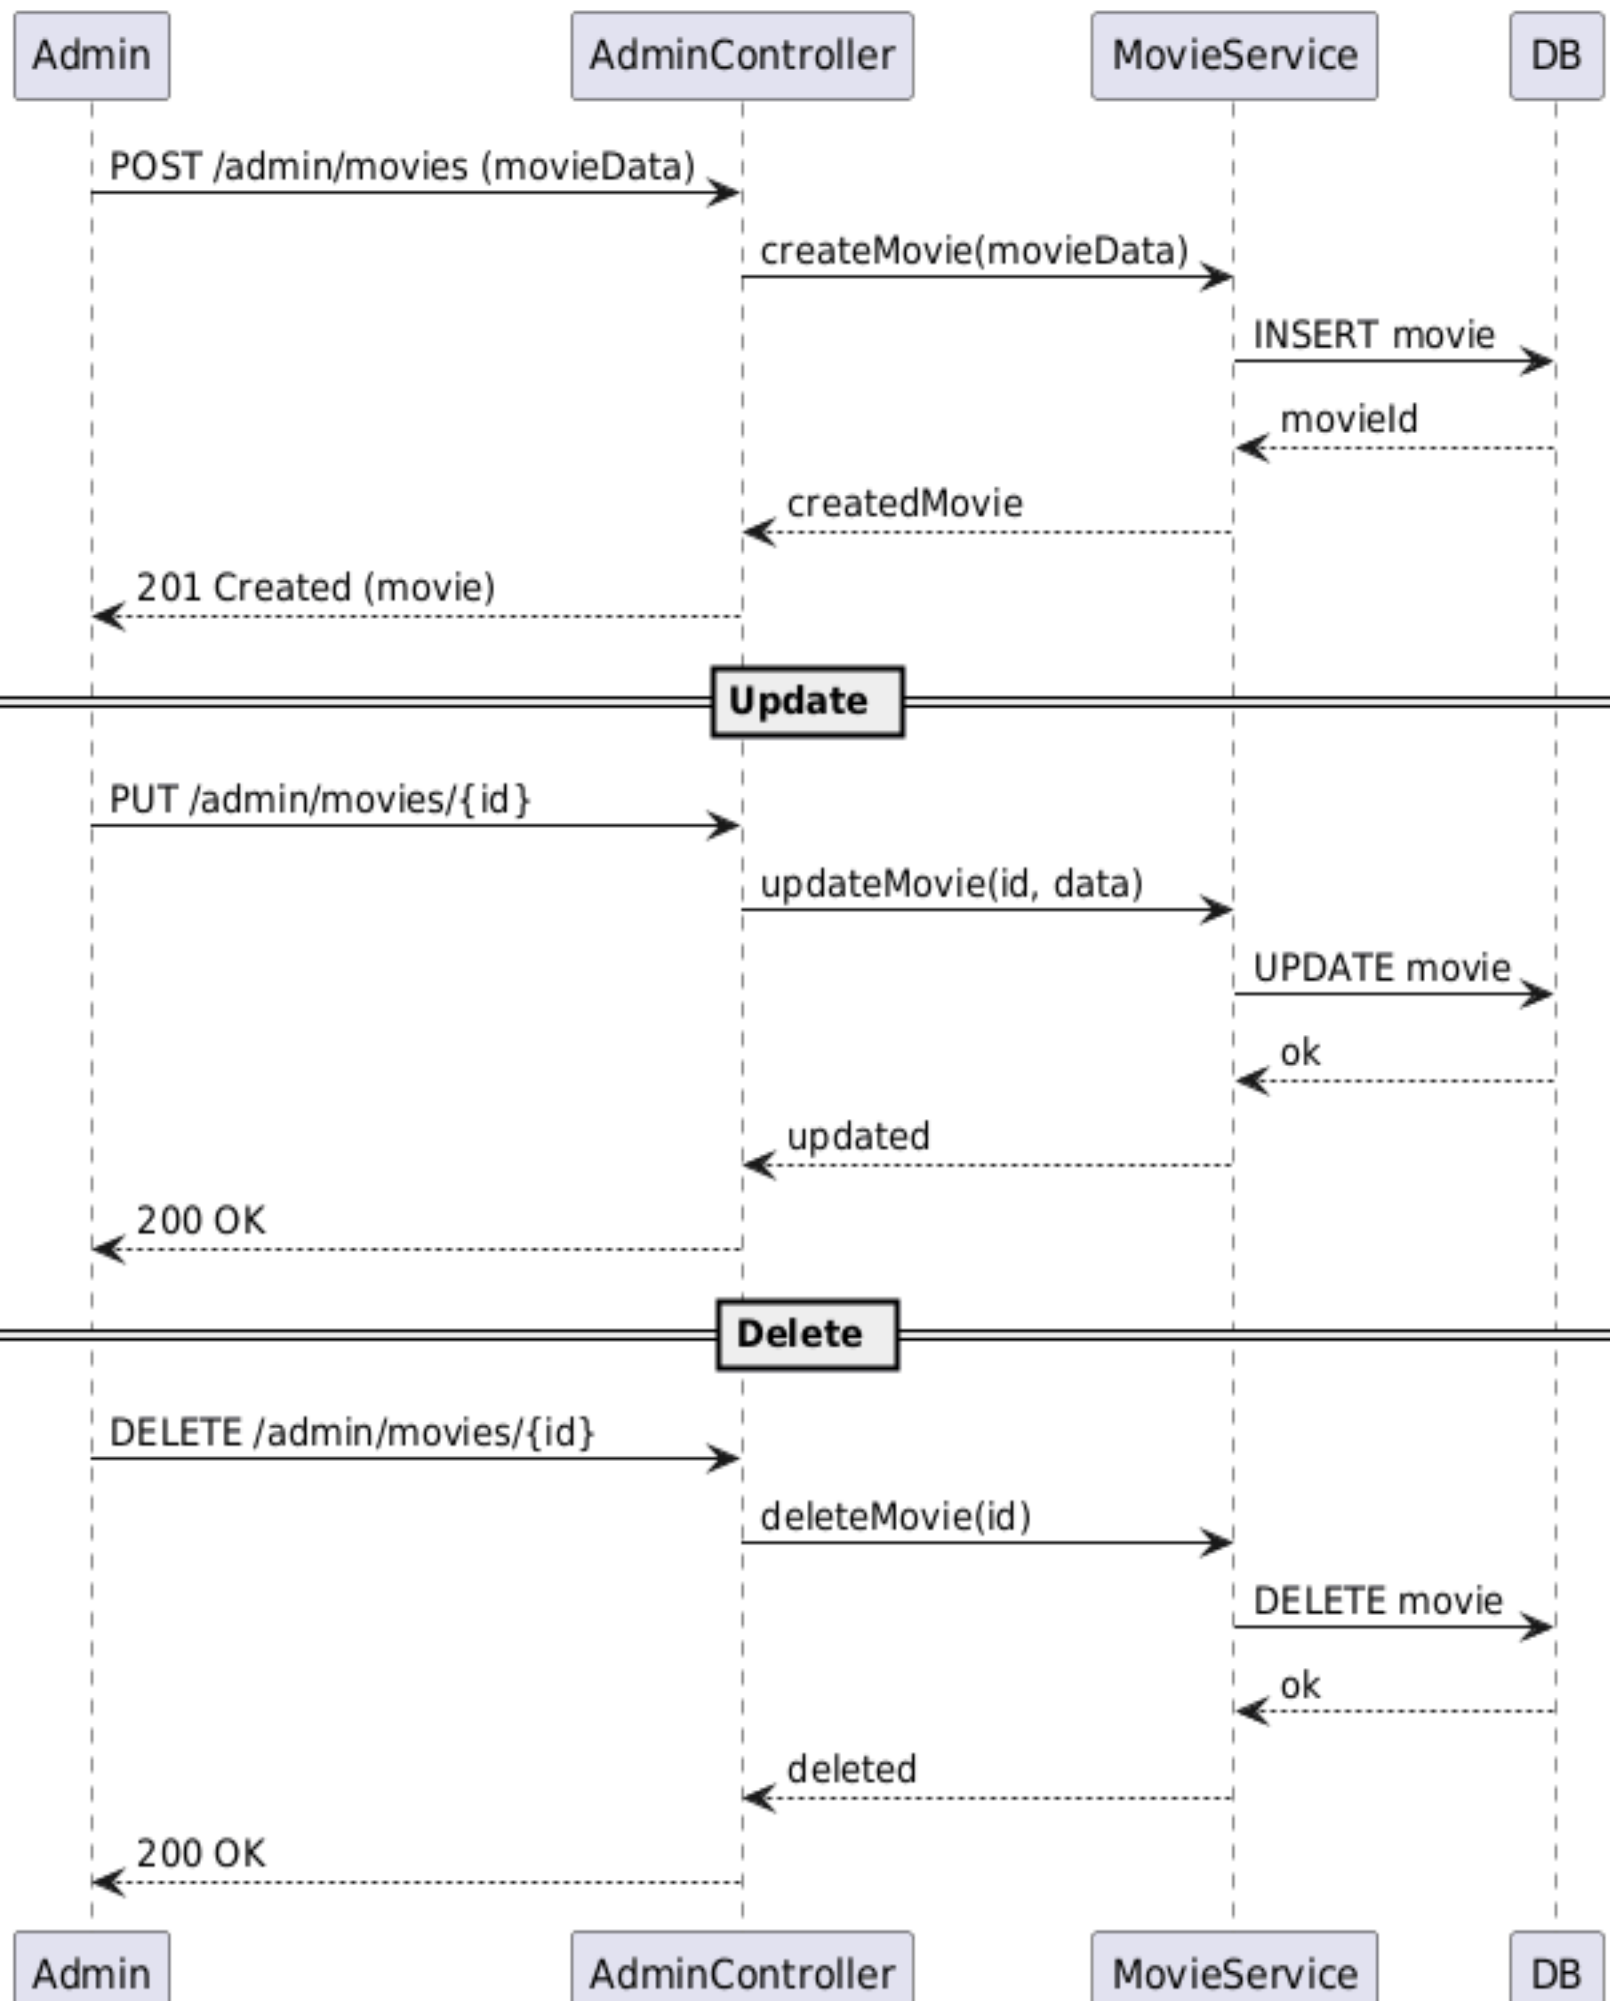 Admin AdminController MovieService DB
POST /admin/movies (movieData)
createMovie(movieData)
INSERT movie
movieId
createdMovie
201 Created (movie)
Update
PUT /admin/movies/{id}
updateMovie(id, data)
UPDATE movie
ok
updated
200 OK
Delete
DELETE /admin/movies/{id}
deleteMovie(id)
DELETE movie
ok
deleted
200 OK
Admin AdminController MovieService DB